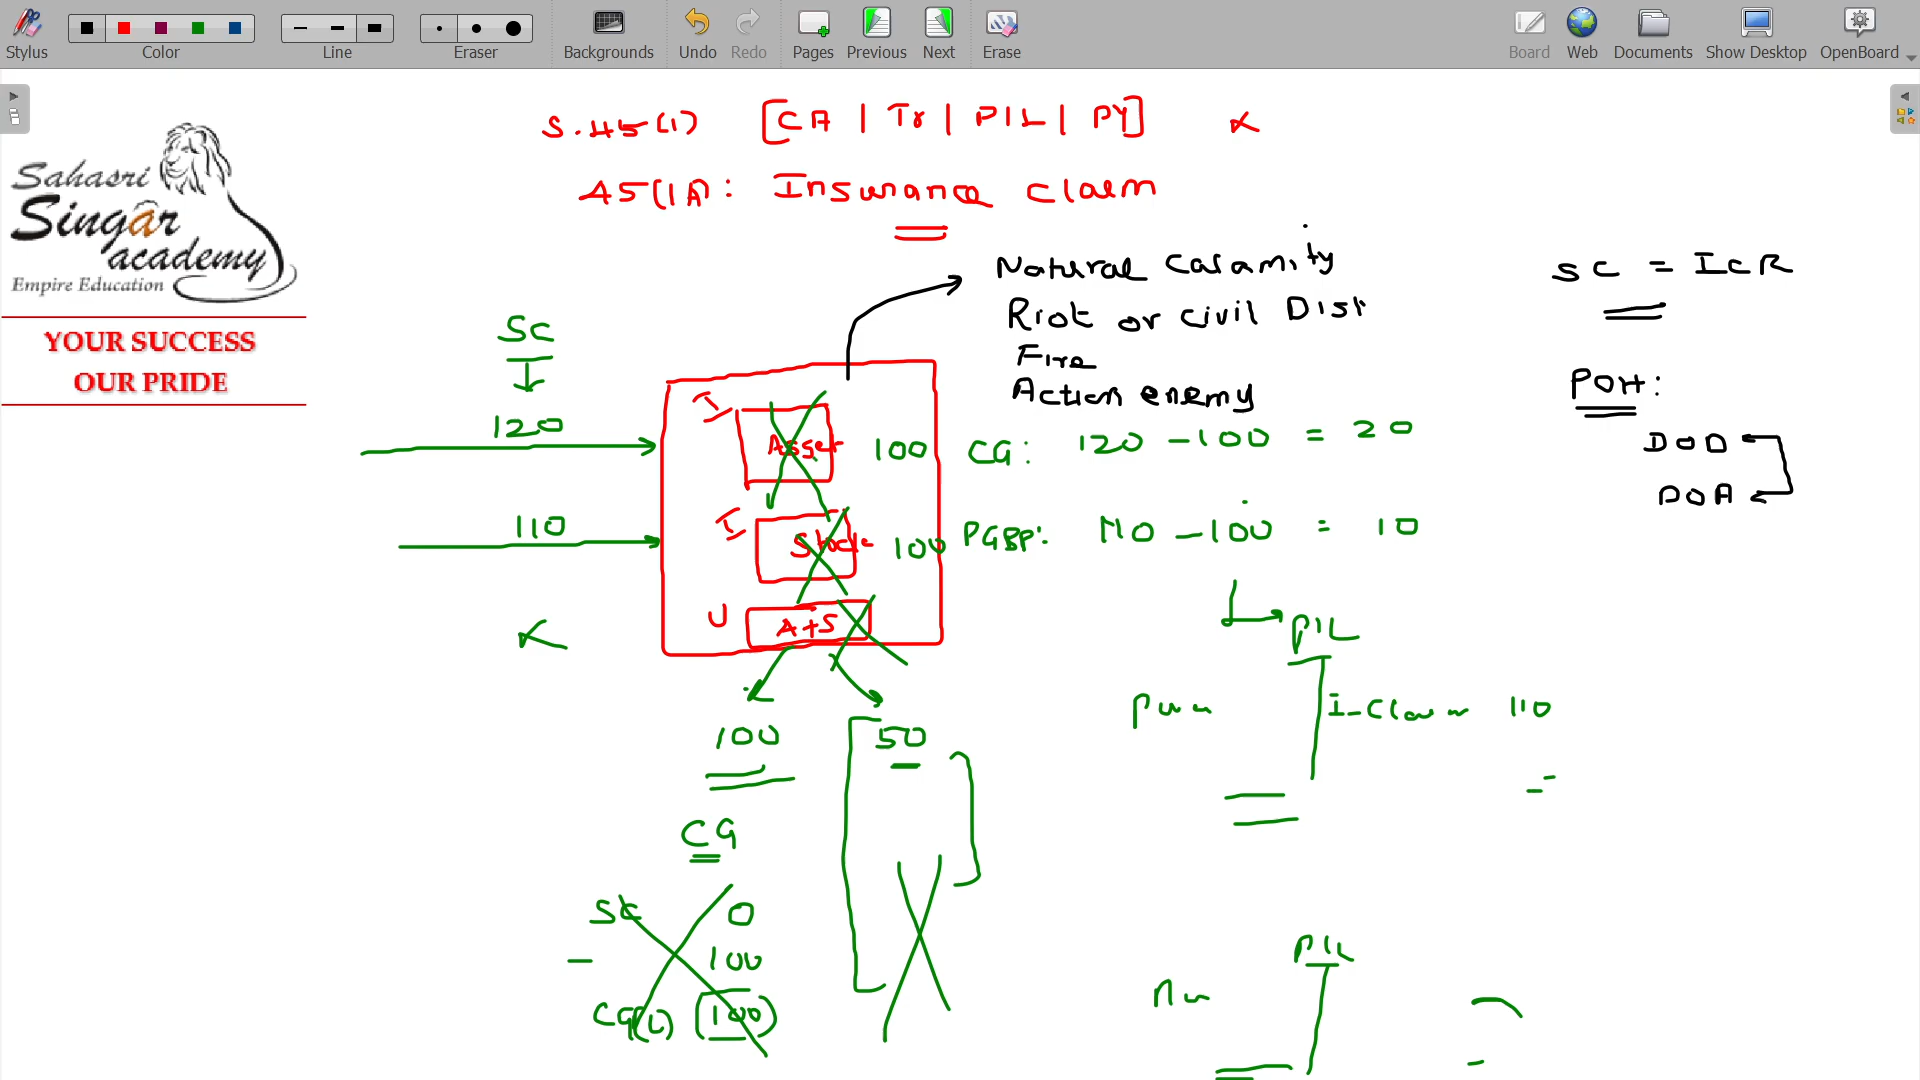 Stylus Color Line Eraser Backgrounds Undo Redo Pages Previous Next Erase Board Web Documents Show Desktop OpenBoard
S.45(1) [CA | Tr | P/L | PY]
45(1A): Insurance Claim
Sahasri
Singar
academy
Empire Education
YOUR SUCCESS
OUR PRIDE
Natural Calamity
Riot or civil Dist
Fire
Action enemy
SC = ICR
POH:
DOD
DOA
SC
120
I
Asset 100 CG: 120 - 100 = 20
110
I
Stock 100 PGBP: 110 - 100 = 10
U A+S
P/L
I-Claim 110
100 50
CG
SC 0
- 100
CG(L) (100)
P/L